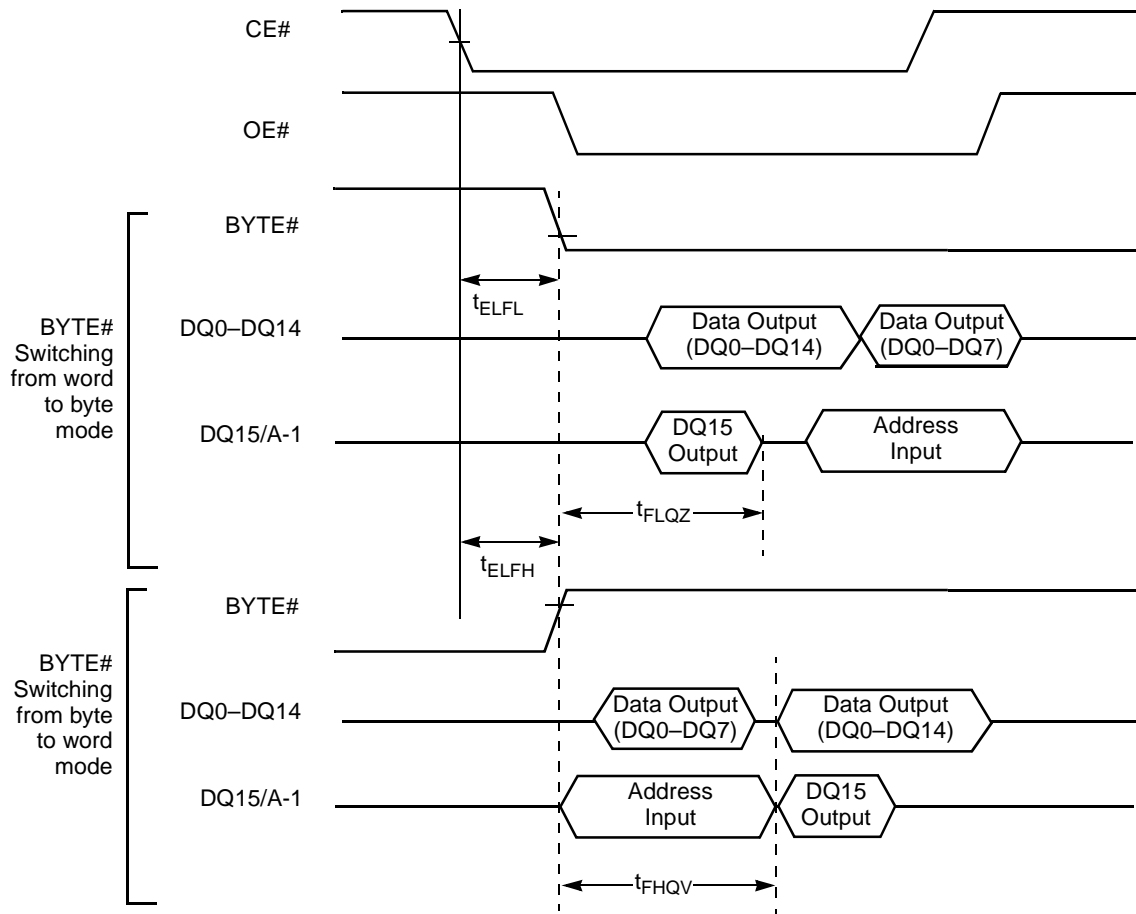 CE#
OE#
BYTE#
tELFL
BYTE#
Switching
from word
to byte
mode
DQ0–DQ14
Data Output
(DQ0–DQ14)
Data Output
(DQ0–DQ7)
DQ15/A-1
DQ15
Output
Address
Input
tFLQZ
tELFH
BYTE#
BYTE#
Switching
from byte
to word
mode
DQ0–DQ14
Data Output
(DQ0–DQ7)
Data Output
(DQ0–DQ14)
DQ15/A-1
Address
Input
DQ15
Output
tFHQV